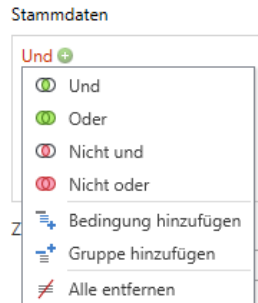 Stammdaten
Und
Und
Oder
Nicht und
Nicht oder
Z
Bedingung hinzufügen
Gruppe hinzufügen
Alle entfernen